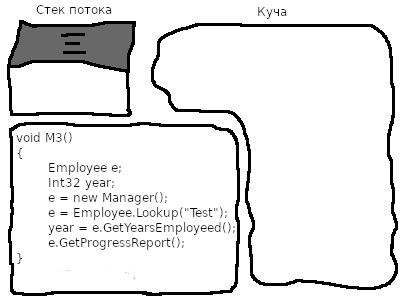 Стек потока
Куча
void M3()
{
Employee e;
Int32 year;
e = new Manager();
e = Employee.Lookup("Test");
year = e.GetYearsEmployeed();
e.GetProgressReport();
}